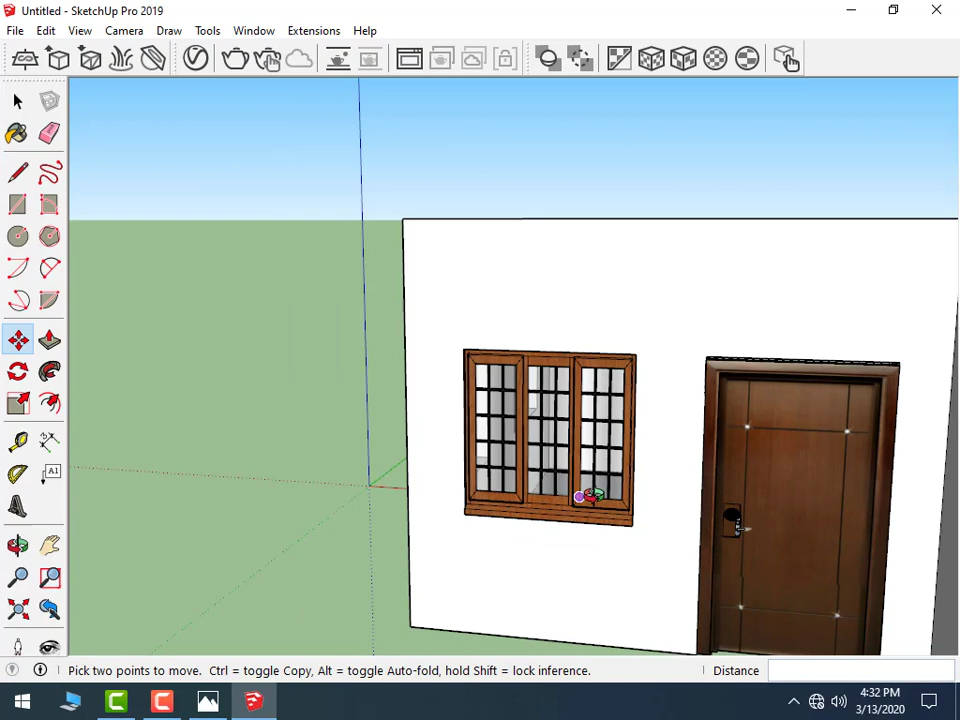 Untitled - SketchUp Pro 2019
File Edit View Camera Draw Tools Window Extensions Help
A1
Pick two points to move. Ctrl = toggle Copy, Alt = toggle Auto-fold, hold Shift = lock inference.
Distance
4:32 PM
3/13/2020